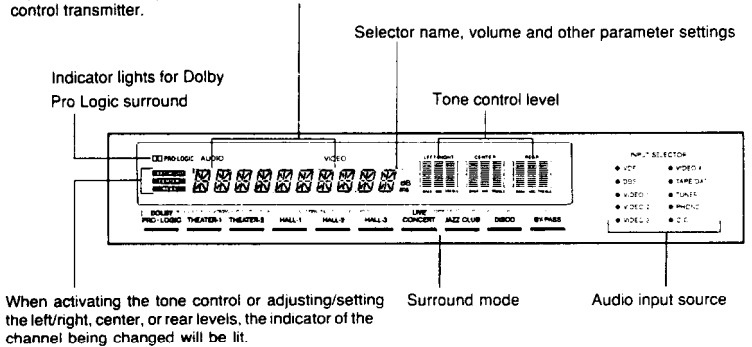 control transmitter.
Selector name, volume and other parameter settings
Indicator lights for Dolby
Pro Logic surround
Tone control level
PRO LOGIC AUDIO VIDEO
LEFT/RIGHT CENTER REAR
INPUT SELECTOR
VDP VIDEO 4
DBS TAPE/DAT
VIDEO 1 TUNER
VIDEO 2 PHONO
VIDEO 3 CD
DOLBY
PRO-LOGIC THEATER-1 THEATER-2 HALL-1 HALL-2 HALL-3 LIVE
CONCERT JAZZ CLUB DISCO BY-PASS
When activating the tone control or adjusting/setting
the left/right, center, or rear levels, the indicator of the
channel being changed will be lit.
Surround mode
Audio input source